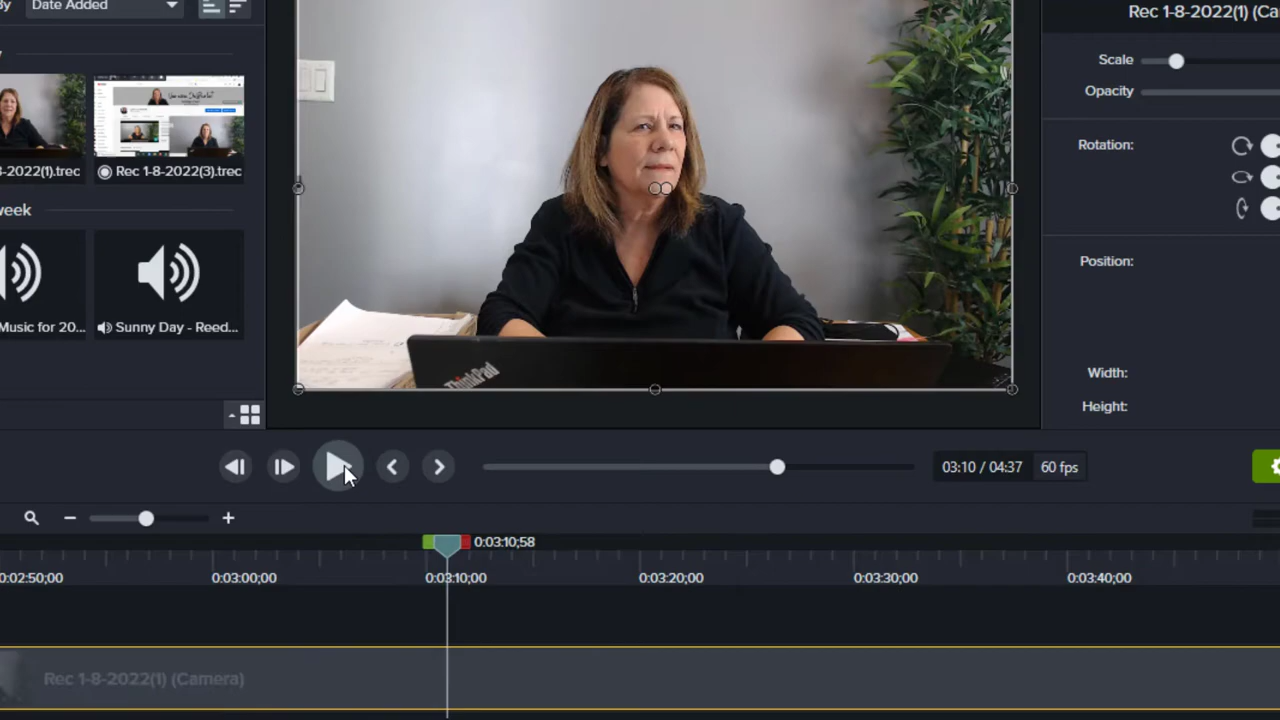 By Date Added
Rec 1-8-2022(1) (Ca
Scale
Opacity
Rotation:
Position:
Width:
Height:
-8-2022(1).trec
Rec 1-8-2022(3).trec
week
Music for 20...
Sunny Day - Reed...
ThinkPad
03:10 / 04:37
60 fps
0:03:10;58
0:02:50;00
0:03:00;00
0:03:10;00
0:03:20;00
0:03:30;00
0:03:40;00
Rec 1-8-2022(1) (Camera)